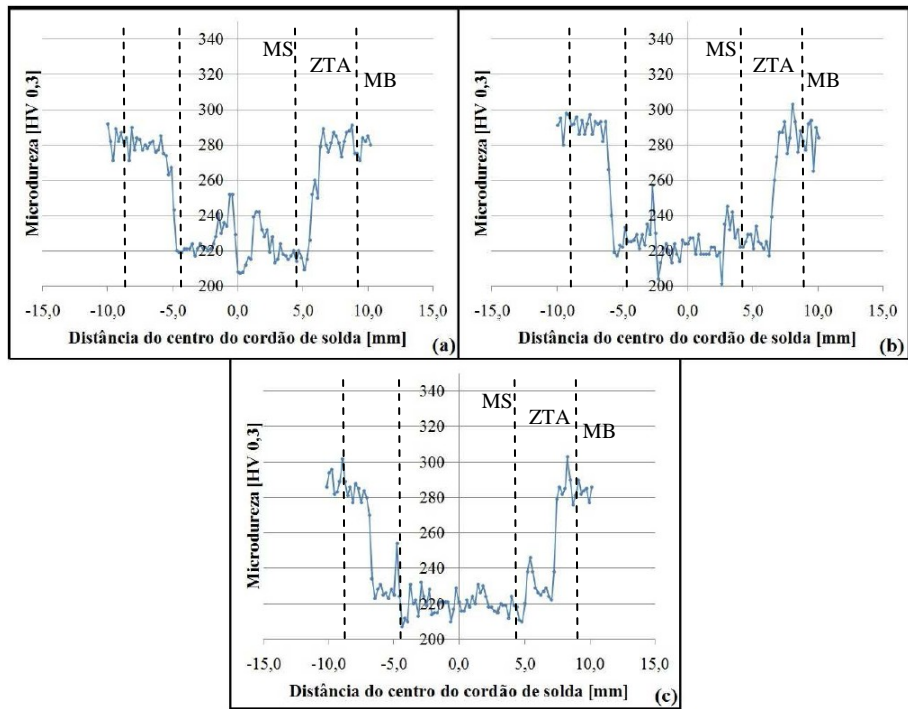 Microdureza [HV 0,3]
340
320
300
280
260
240
220
200
MS
ZTA
MB
-15,0 -10,0 -5,0 0,0 5,0 10,0 15,0
Distância do centro do cordão de solda [mm]
(a)
Microdureza [HV 0,3]
340
320
300
280
260
240
220
200
MS
ZTA
MB
-15,0 -10,0 -5,0 0,0 5,0 10,0 15,0
Distância do centro do cordão de solda [mm]
(b)
Microdureza [HV 0,3]
340
320
300
280
260
240
220
200
MS
ZTA
MB
-15,0 -10,0 -5,0 0,0 5,0 10,0 15,0
Distância do centro do cordão de solda [mm]
(c)